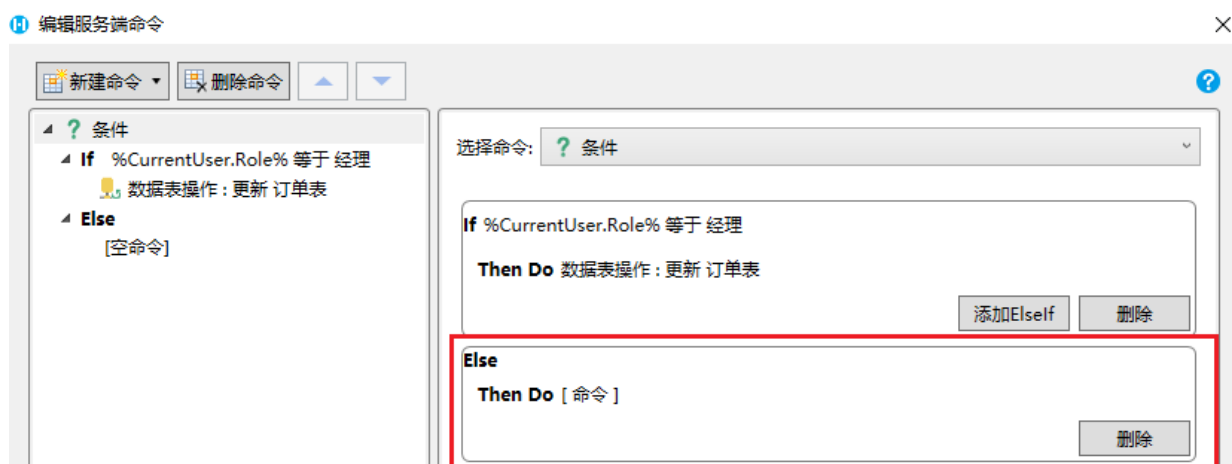 编辑服务端命令
新建命令 删除命令
条件
If %CurrentUser.Role% 等于 经理
数据表操作 : 更新 订单表
Else
[空命令]
选择命令: ? 条件
If %CurrentUser.Role% 等于 经理
Then Do 数据表操作 : 更新 订单表
添加ElseIf 删除
Else
Then Do [ 命令 ]
删除